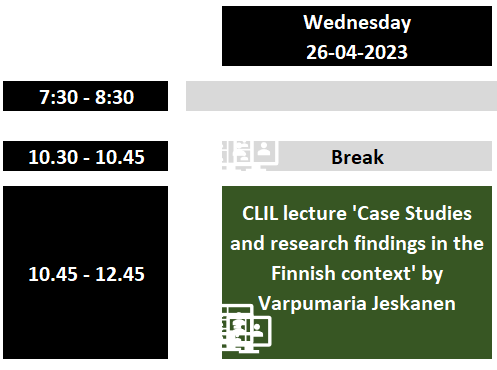 Wednesday
26-04-2023
7:30 - 8:30
10.30 - 10.45
Break
10.45 - 12.45
CLIL lecture 'Case Studies
and research findings in the
Finnish context' by
Varpumaria Jeskanen